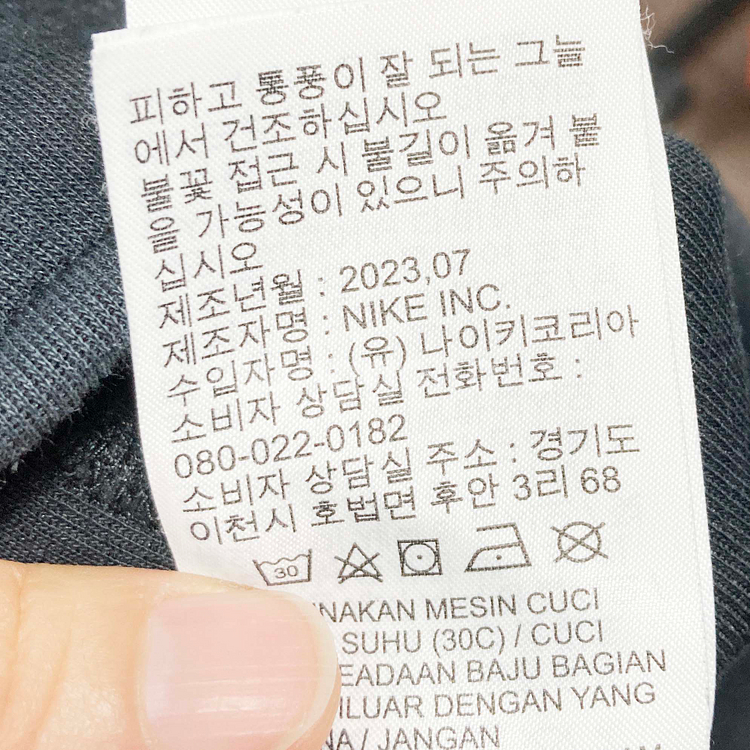 피하고 통풍이 잘 되는 그늘
에서 건조하십시오
불꽃 접근 시 불길이 옮겨 붙
을 가능성이 있으니 주의하
십시오
제조년월 : 2023,07
제조자명 : NIKE INC.
수입자명 : (유) 나이키코리아
소비자 상담실 전화번호 :
080-022-0182
소비자 상담실 주소 : 경기도
이천시 호법면 후안 3리 68
30
NAKAN MESIN CUCI
SUHU (30C) / CUCI
EADAAN BAJU BAGIAN
LUAR DENGAN YANG
NA / JANGAN